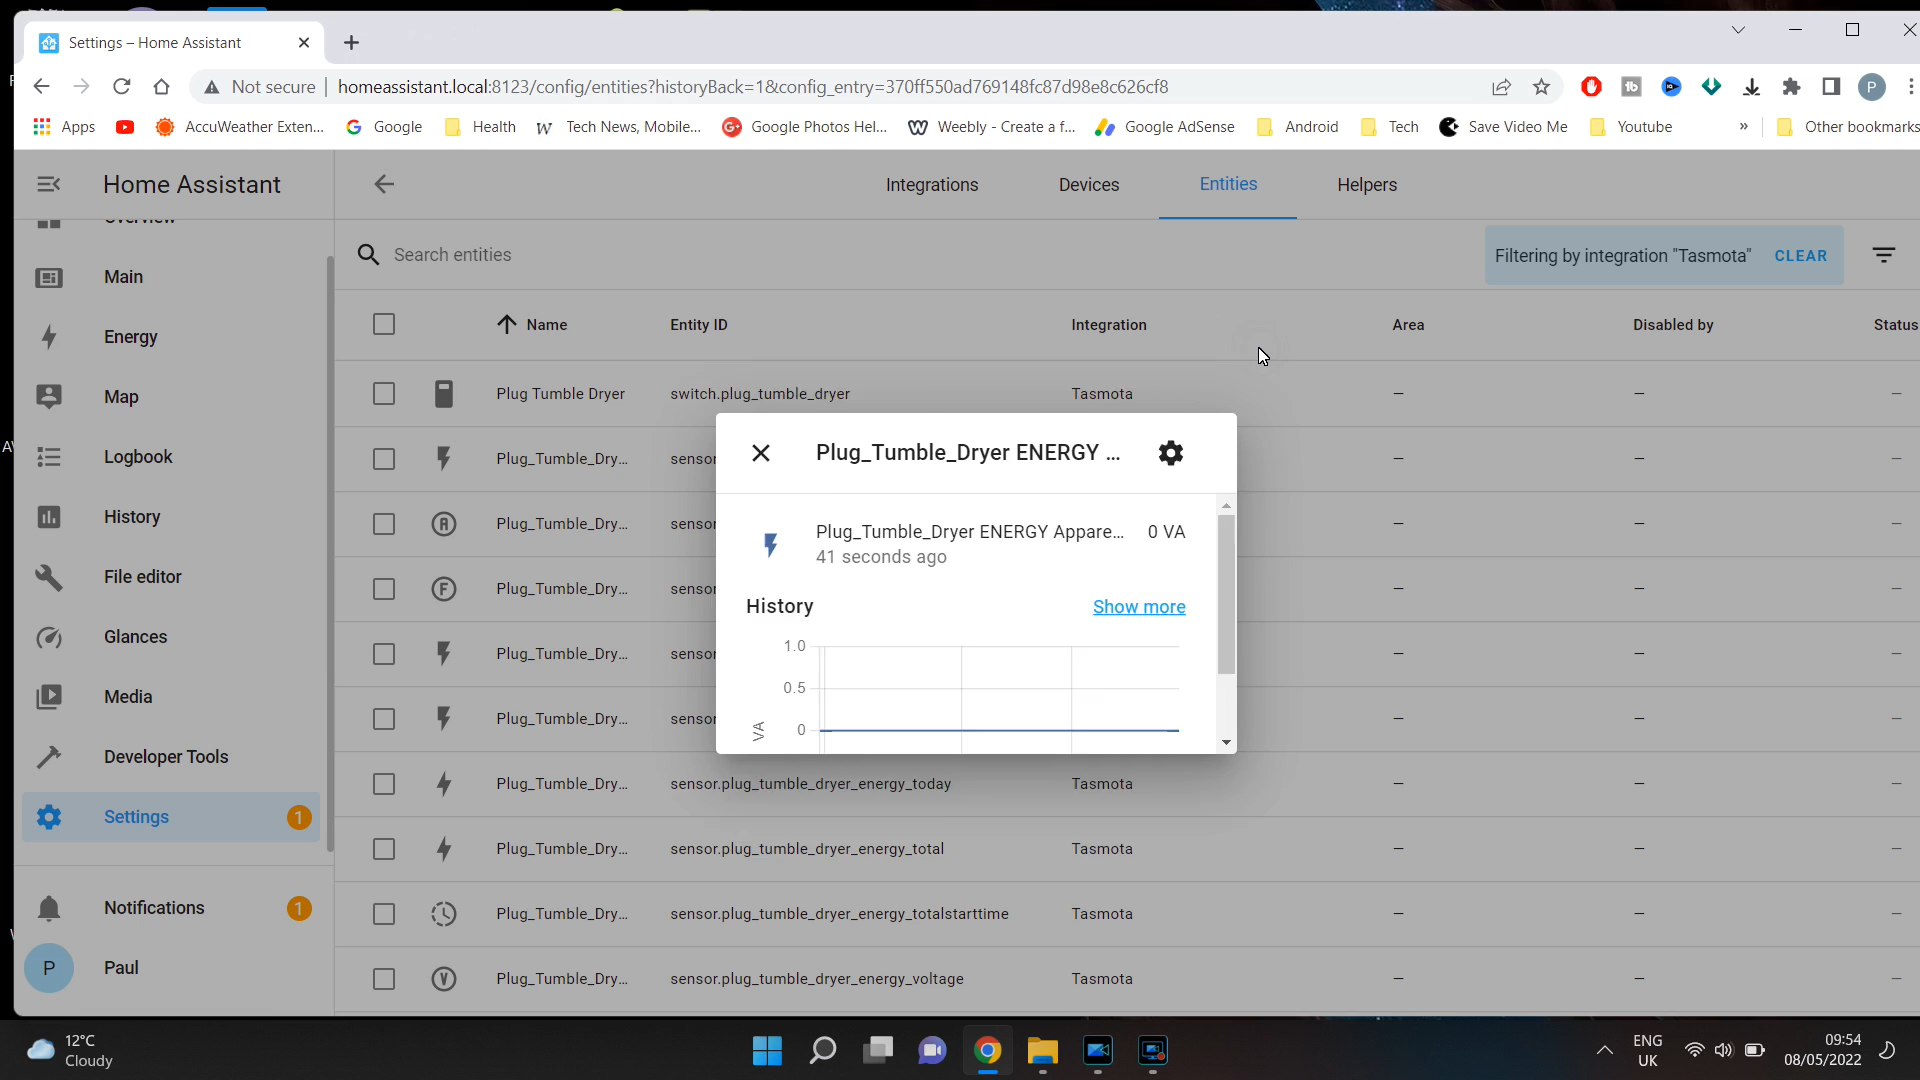 Settings – Home Assistant
Not secure
homeassistant.local:8123/config/entities?historyBack=1&config_entry=370ff550ad769148fc87d98e8c626cf8
P
Apps
AccuWeather Exten...
Google
Health
Tech News, Mobile...
Google Photos Hel...
Weebly - Create a f...
Google AdSense
Android
Tech
Save Video Me
Youtube
»
Other bookmarks
Home Assistant
Integrations
Devices
Entities
Helpers
Overview
Main
Energy
Map
Logbook
History
File editor
Glances
Media
Developer Tools
Settings
1
Notifications
1
P
Paul
Search entities
Filtering by integration "Tasmota"
CLEAR
Name
Entity ID
Integration
Area
Disabled by
Status
Plug Tumble Dryer
switch.plug_tumble_dryer
Tasmota
—
—
—
Plug_Tumble_Dry...
sensor
—
—
—
A
Plug_Tumble_Dry...
sensor
—
—
—
F
Plug_Tumble_Dry...
sensor
—
—
—
Plug_Tumble_Dry...
sensor
—
—
—
Plug_Tumble_Dry...
sensor
—
—
—
Plug_Tumble_Dry...
sensor.plug_tumble_dryer_energy_today
Tasmota
—
—
—
Plug_Tumble_Dry...
sensor.plug_tumble_dryer_energy_total
Tasmota
—
—
—
Plug_Tumble_Dry...
sensor.plug_tumble_dryer_energy_totalstarttime
Tasmota
—
—
—
V
Plug_Tumble_Dry...
sensor.plug_tumble_dryer_energy_voltage
Tasmota
—
—
—
Plug_Tumble_Dryer ENERGY ...
Plug_Tumble_Dryer ENERGY Appare...
0 VA
41 seconds ago
History
Show more
1.0
0.5
0
VA
12°C
Cloudy
ENG
UK
09:54
08/05/2022